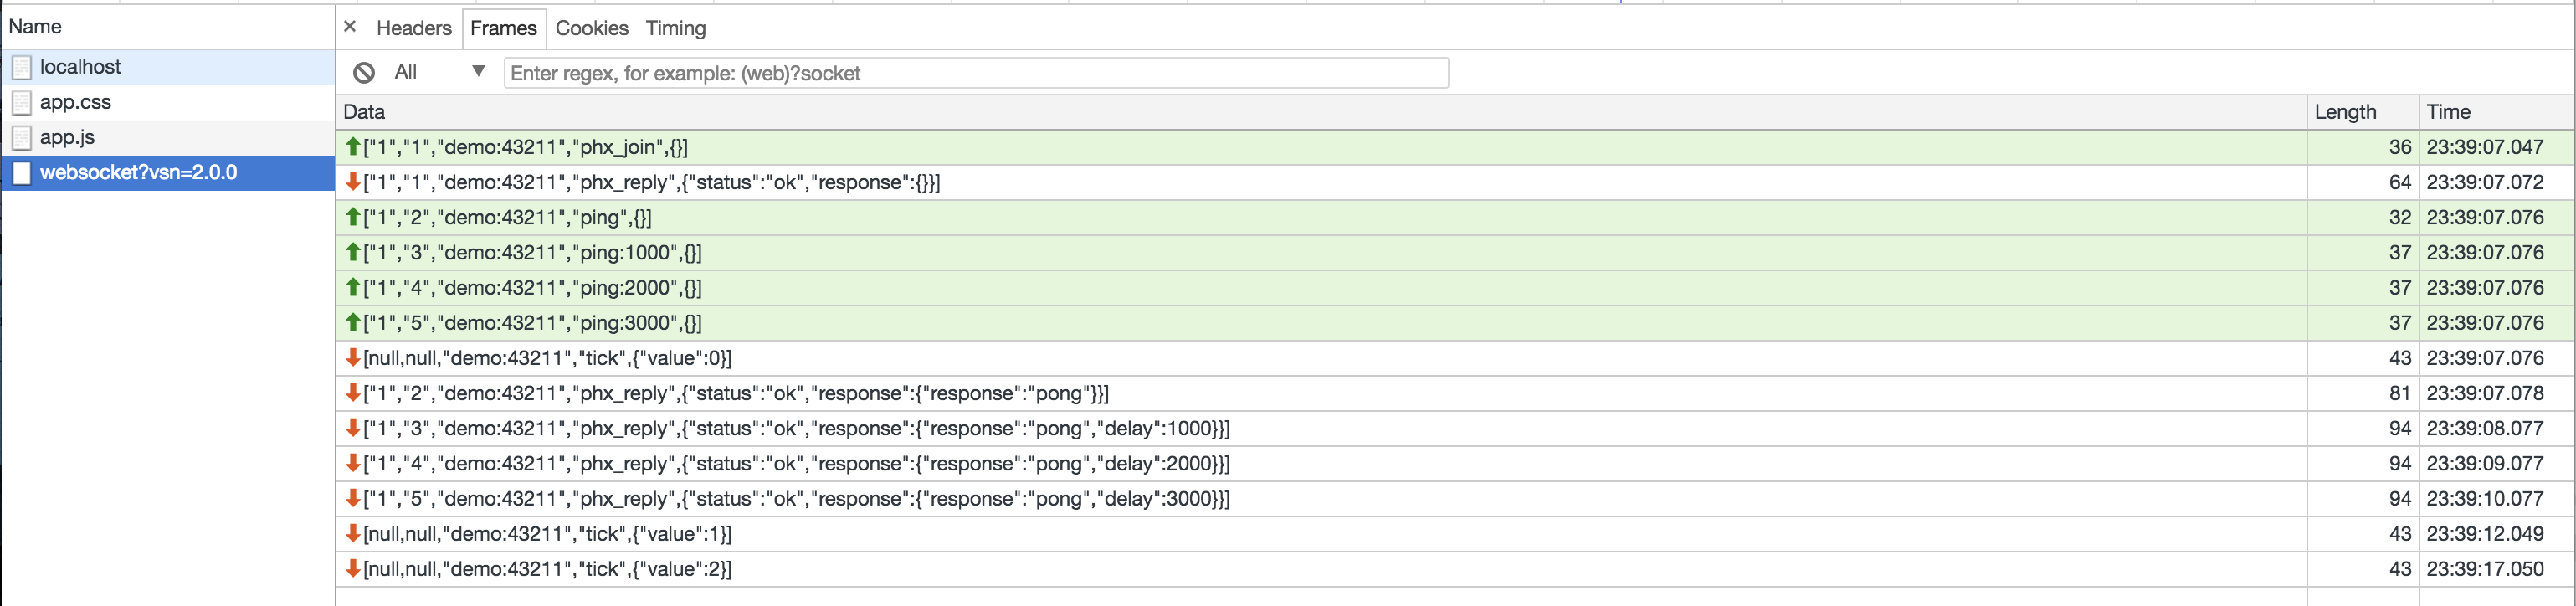 Name
localhost
app.css
app.js
websocket?vsn=2.0.0
× Headers Frames Cookies Timing
All ▼ Enter regex, for example: (web)?socket
Data Length Time
["1","1","demo:43211","phx_join",{}] 36 23:39:07.047
["1","1","demo:43211","phx_reply",{"status":"ok","response":{}}] 64 23:39:07.072
["1","2","demo:43211","ping",{}] 32 23:39:07.076
["1","3","demo:43211","ping:1000",{}] 37 23:39:07.076
["1","4","demo:43211","ping:2000",{}] 37 23:39:07.076
["1","5","demo:43211","ping:3000",{}] 37 23:39:07.076
[null,null,"demo:43211","tick",{"value":0}] 43 23:39:07.076
["1","2","demo:43211","phx_reply",{"status":"ok","response":{"response":"pong"}}] 81 23:39:07.078
["1","3","demo:43211","phx_reply",{"status":"ok","response":{"response":"pong","delay":1000}}] 94 23:39:08.077
["1","4","demo:43211","phx_reply",{"status":"ok","response":{"response":"pong","delay":2000}}] 94 23:39:09.077
["1","5","demo:43211","phx_reply",{"status":"ok","response":{"response":"pong","delay":3000}}] 94 23:39:10.077
[null,null,"demo:43211","tick",{"value":1}] 43 23:39:12.049
[null,null,"demo:43211","tick",{"value":2}] 43 23:39:17.050